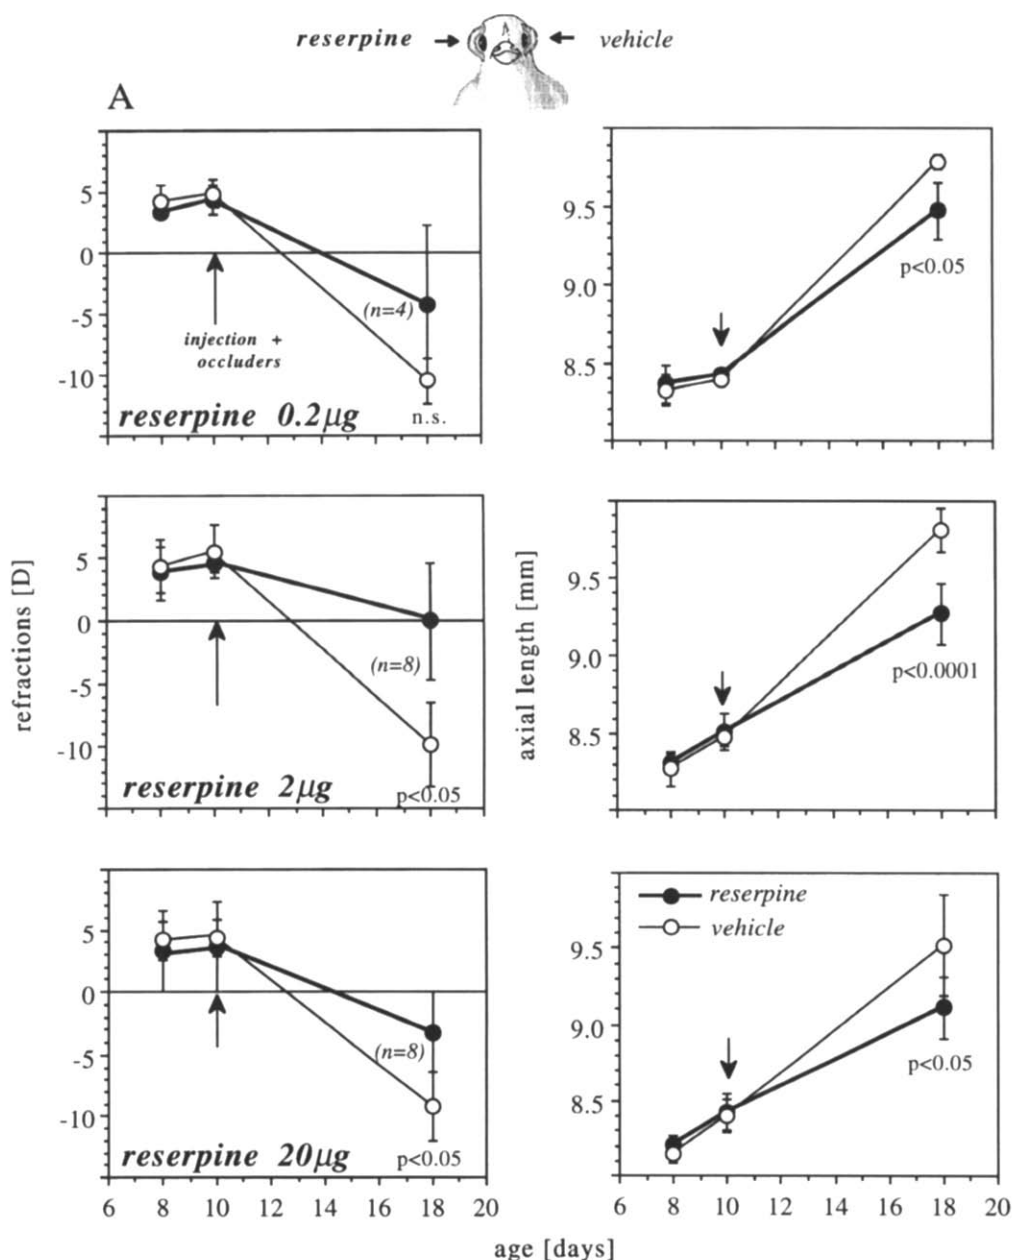 reserpine
vehicle
A
5
0
-5
-10
(n=4)
injection +
occluders
reserpine 0.2µg
n.s.
9.5
9.0
8.5
p<0.05
refractions [D]
5
0
-5
-10
(n=8)
reserpine 2µg
p<0.05
axial length [mm]
9.5
9.0
8.5
p<0.0001
5
0
-5
-10
(n=8)
reserpine 20µg
p<0.05
6 8 10 12 14 16 18 20
reserpine
vehicle
9.5
9.0
8.5
p<0.05
6 8 10 12 14 16 18 20
age [days]